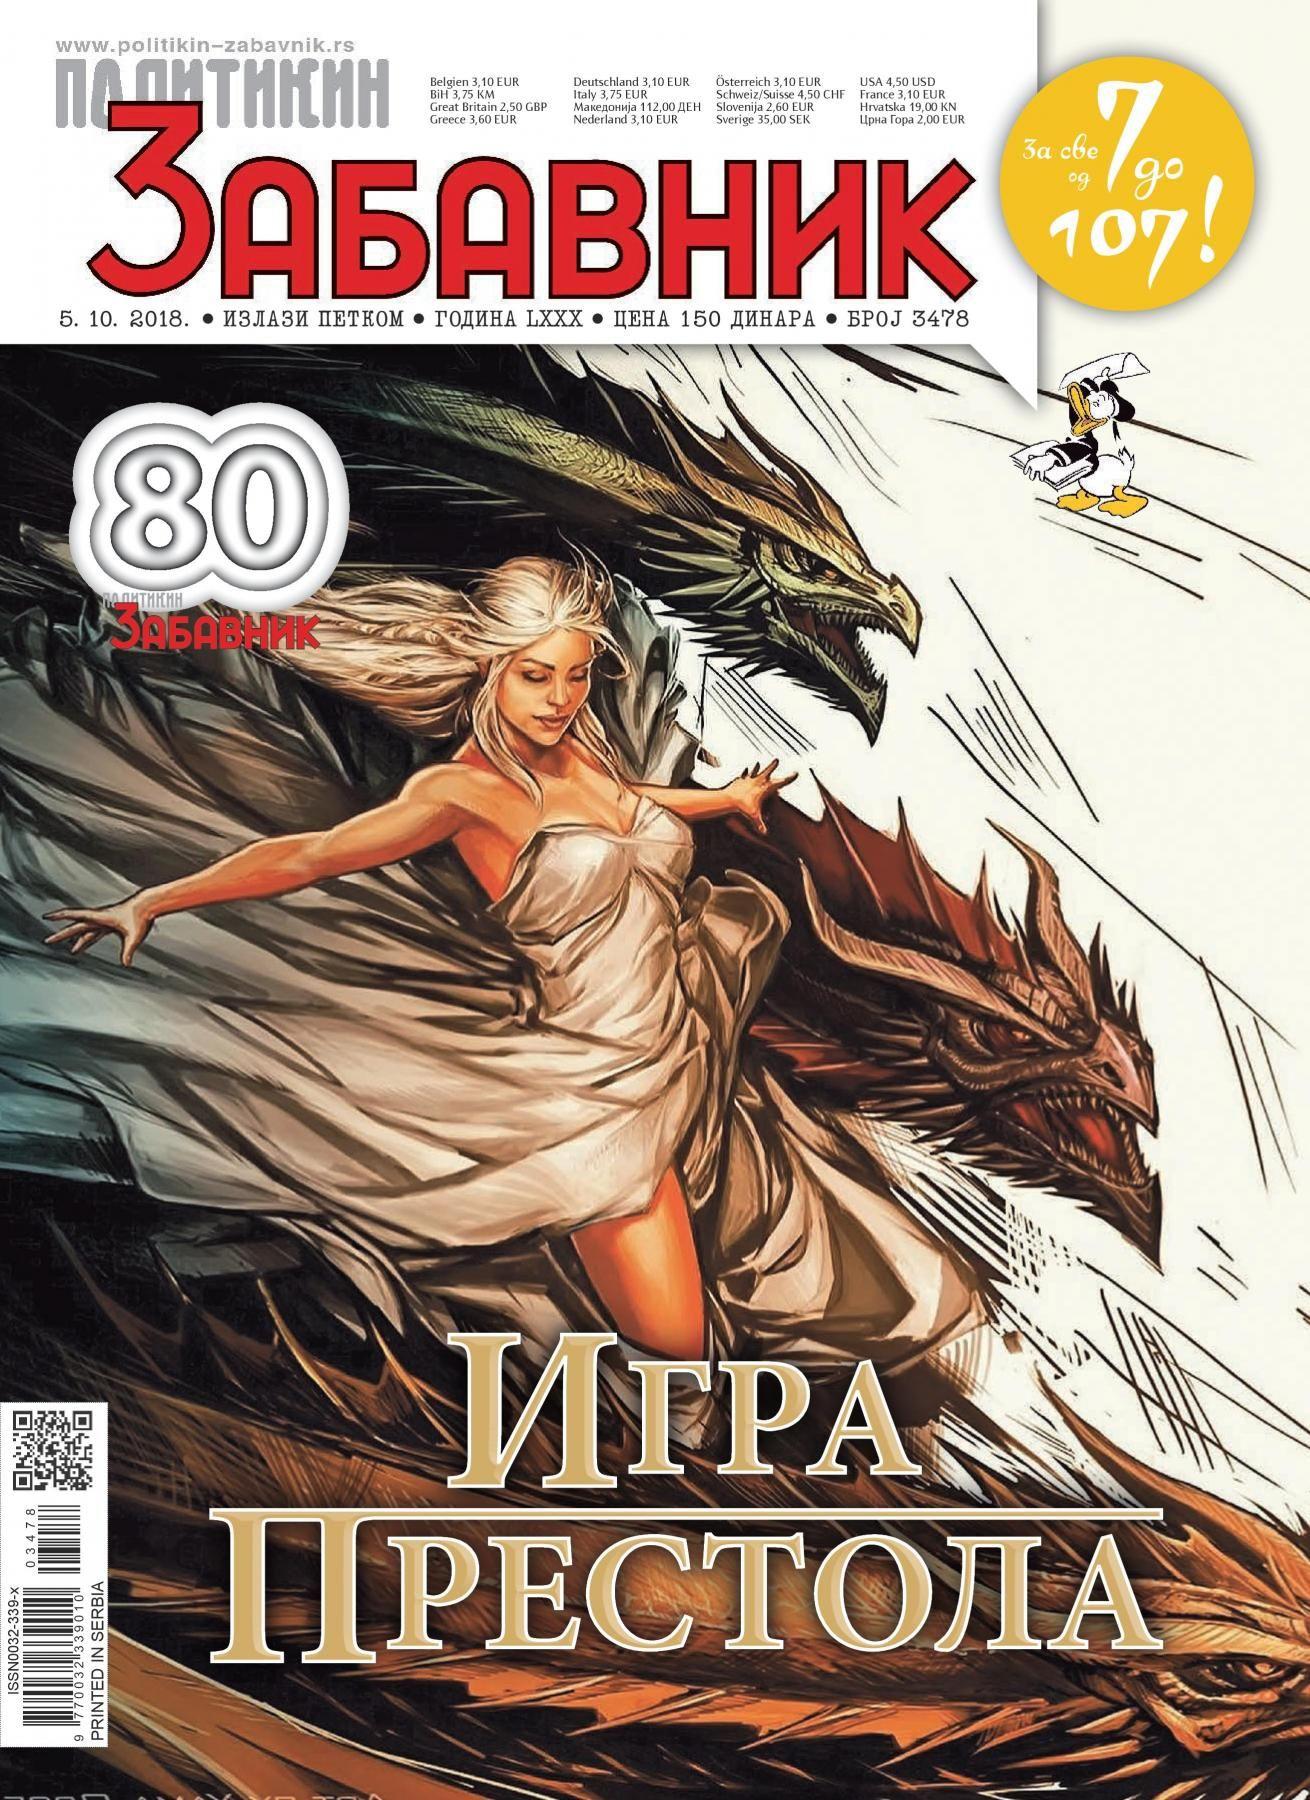 www.politikin-zabavnik.rs
ПОЛИТИКИН
ЗАБАВНИК
Belgien 3,10 EUR
BiH 3,75 KM
Great Britain 2,50 GBP
Greece 3,60 EUR
Deutschland 3,10 EUR
Italy 3,75 EUR
Македонија 112,00 ДЕН
Nederland 3,10 EUR
Österreich 3,10 EUR
Schweiz/Suisse 4,50 CHF
Slovenija 2,60 EUR
Sverige 35,00 SEK
USA 4,50 USD
France 3,10 EUR
Hrvatska 19,00 KN
Црна Гора 2,00 EUR
За све
од 7 до
107!
5. 10. 2018. • ИЗЛАЗИ ПЕТКОМ • ГОДИНА LXXX • ЦЕНА 150 ДИНАРА • БРОЈ 3478
80
ПОЛИТИКИН
ЗАБАВНИК
ИГРА
ПРЕСТОЛА
03478
ISSN0032-339-x
9 770032 339010
PRINTED IN SERBIA